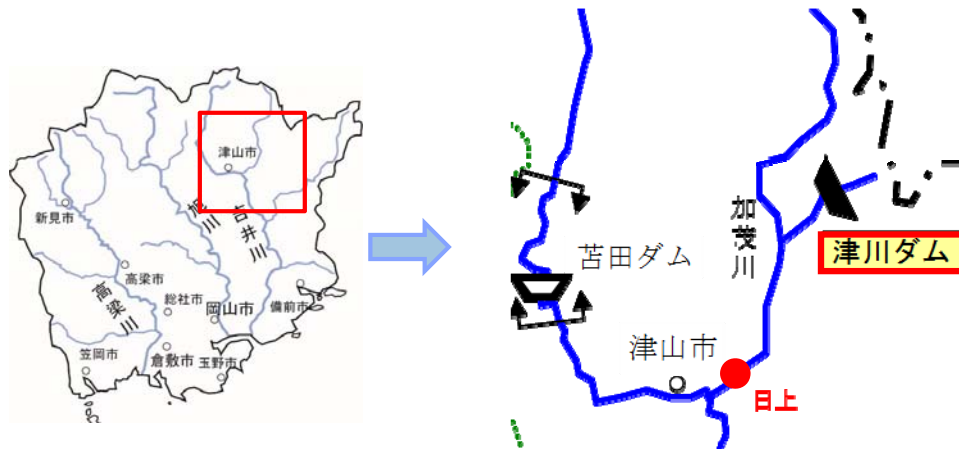 津山市
新見市
旭川
吉井川
高梁市
高梁川
総社市
岡山市
備前市
笠岡市
倉敷市
玉野市
加茂川
津川ダム
苫田ダム
津山市
日上